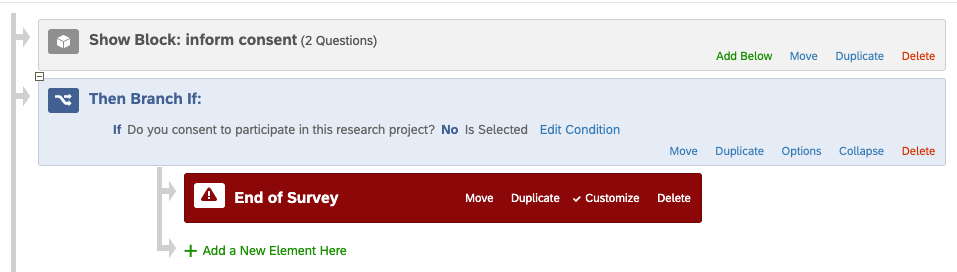 Show Block: inform consent (2 Questions)
Add Below Move Duplicate Delete
Then Branch If:
If Do you consent to participate in this research project? No Is Selected Edit Condition
Move Duplicate Options Collapse Delete
End of Survey Move Duplicate Customize Delete
Add a New Element Here